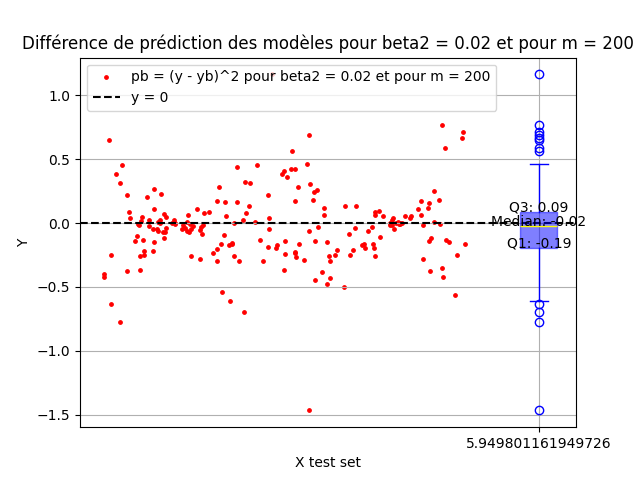 Différence de prédiction des modèles pour beta2 = 0.02 et pour m = 200
pb = (y - yb)^2 pour beta2 = 0.02 et pour m = 200
y = 0
1.0
0.5
0.0
−0.5
−1.0
−1.5
Y
Q3: 0.09
Median: -0.02
Q1: -0.19
5.949801161949726
X test set